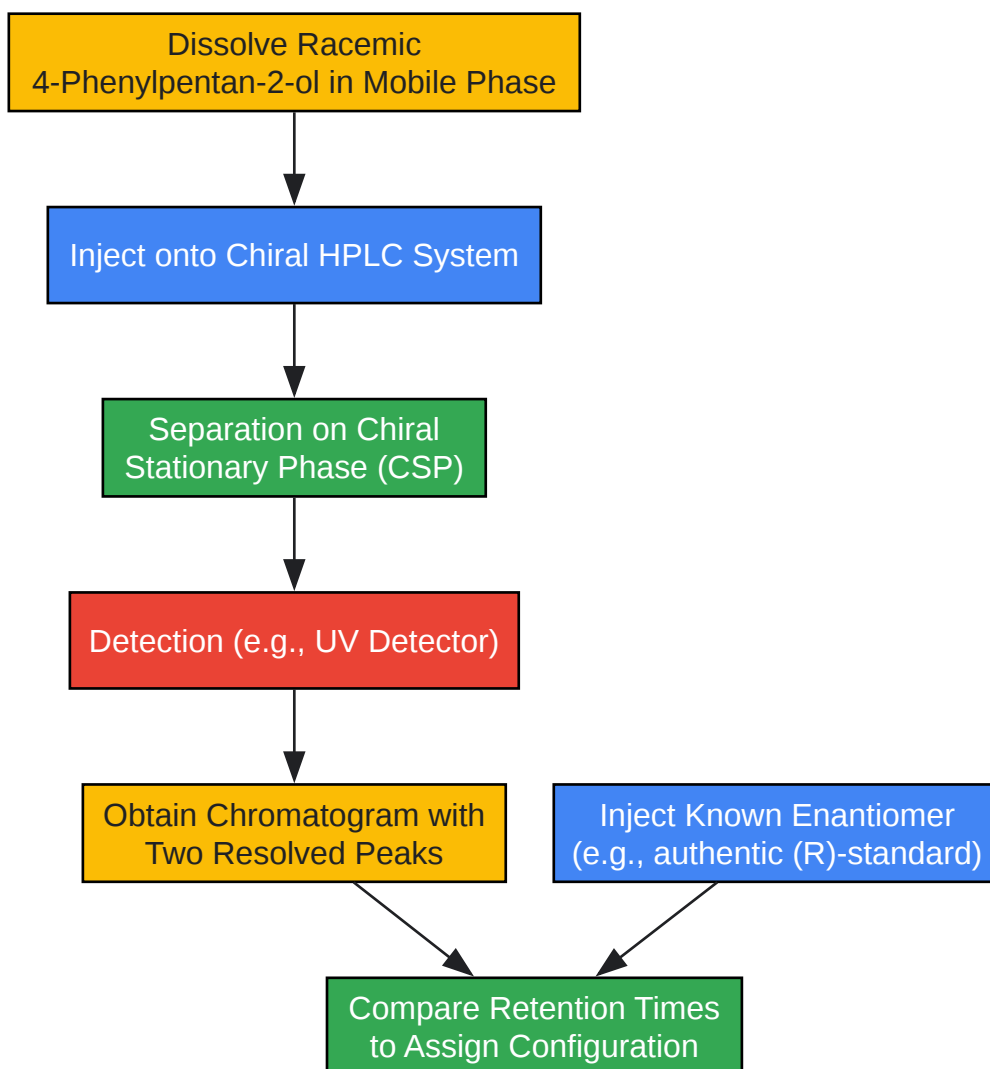 Dissolve Racemic
4-Phenylpentan-2-ol in Mobile Phase
Inject onto Chiral HPLC System
Separation on Chiral
Stationary Phase (CSP)
Detection (e.g., UV Detector)
Obtain Chromatogram with
Two Resolved Peaks
Inject Known Enantiomer
(e.g., authentic (R)-standard)
Compare Retention Times
to Assign Configuration